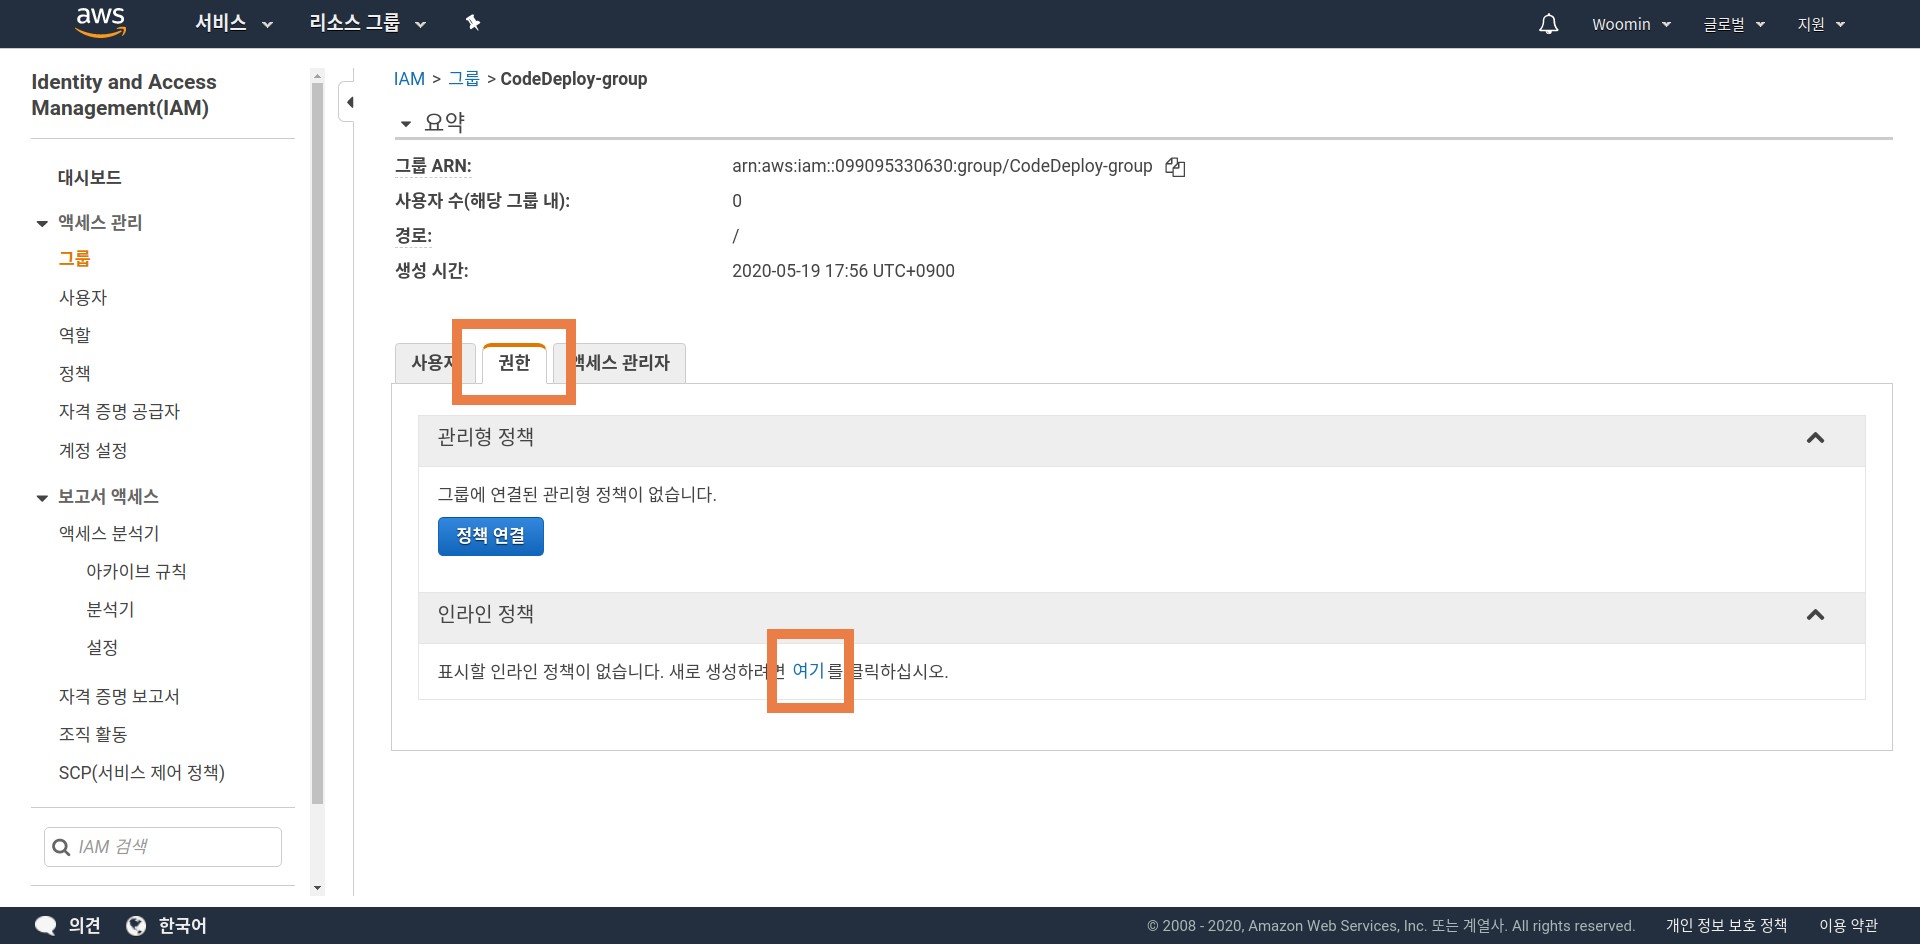 aws 서비스 리소스 그룹 Woomin 글로벌 지원
Identity and Access
Management(IAM)
대시보드
액세스 관리
그룹
사용자
역할
정책
자격 증명 공급자
계정 설정
보고서 액세스
액세스 분석기
아카이브 규칙
분석기
설정
자격 증명 보고서
조직 활동
SCP(서비스 제어 정책)
IAM 검색
IAM > 그룹 > CodeDeploy-group
요약
그룹 ARN: arn:aws:iam::099095330630:group/CodeDeploy-group
사용자 수(해당 그룹 내): 0
경로: /
생성 시간: 2020-05-19 17:56 UTC+0900
사용자 권한 액세스 관리자
관리형 정책
그룹에 연결된 관리형 정책이 없습니다.
정책 연결
인라인 정책
표시할 인라인 정책이 없습니다. 새로 생성하려면 여기 를 클릭하십시오.
의견 한국어 © 2008 - 2020, Amazon Web Services, Inc. 또는 계열사. All rights reserved. 개인 정보 보호 정책 이용 약관